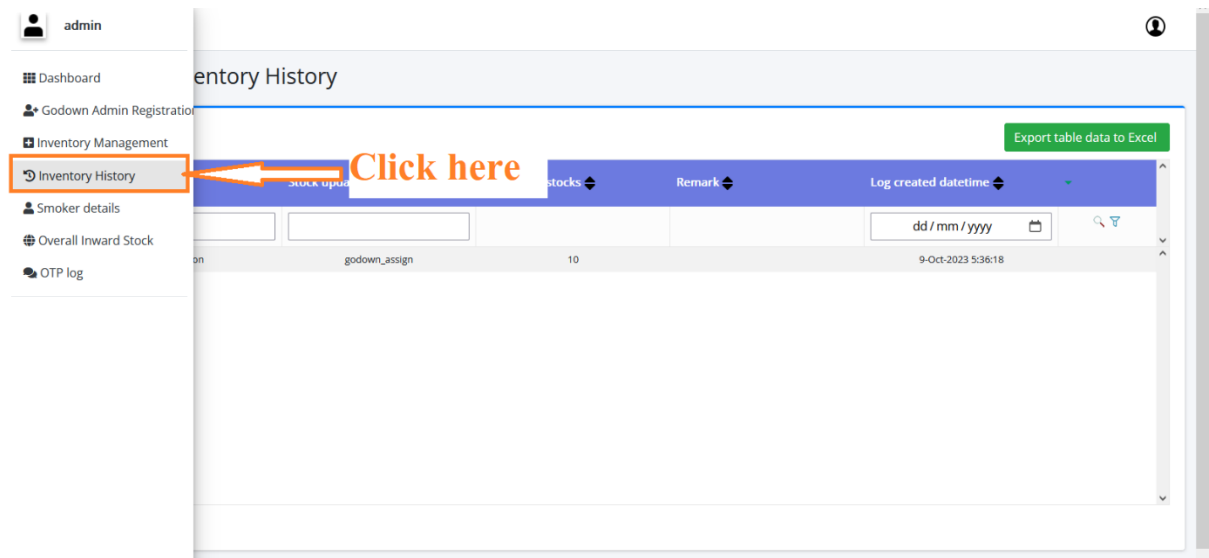 admin
Dashboard
entory History
Godown Admin Registration
Inventory Management
Export table data to Excel
Inventory History
Click here
Stock upda
stocks
Remark
Log created datetime
Smoker details
dd / mm / yyyy
Overall Inward Stock
on
godown_assign
10
9-Oct-2023 5:36:18
OTP log